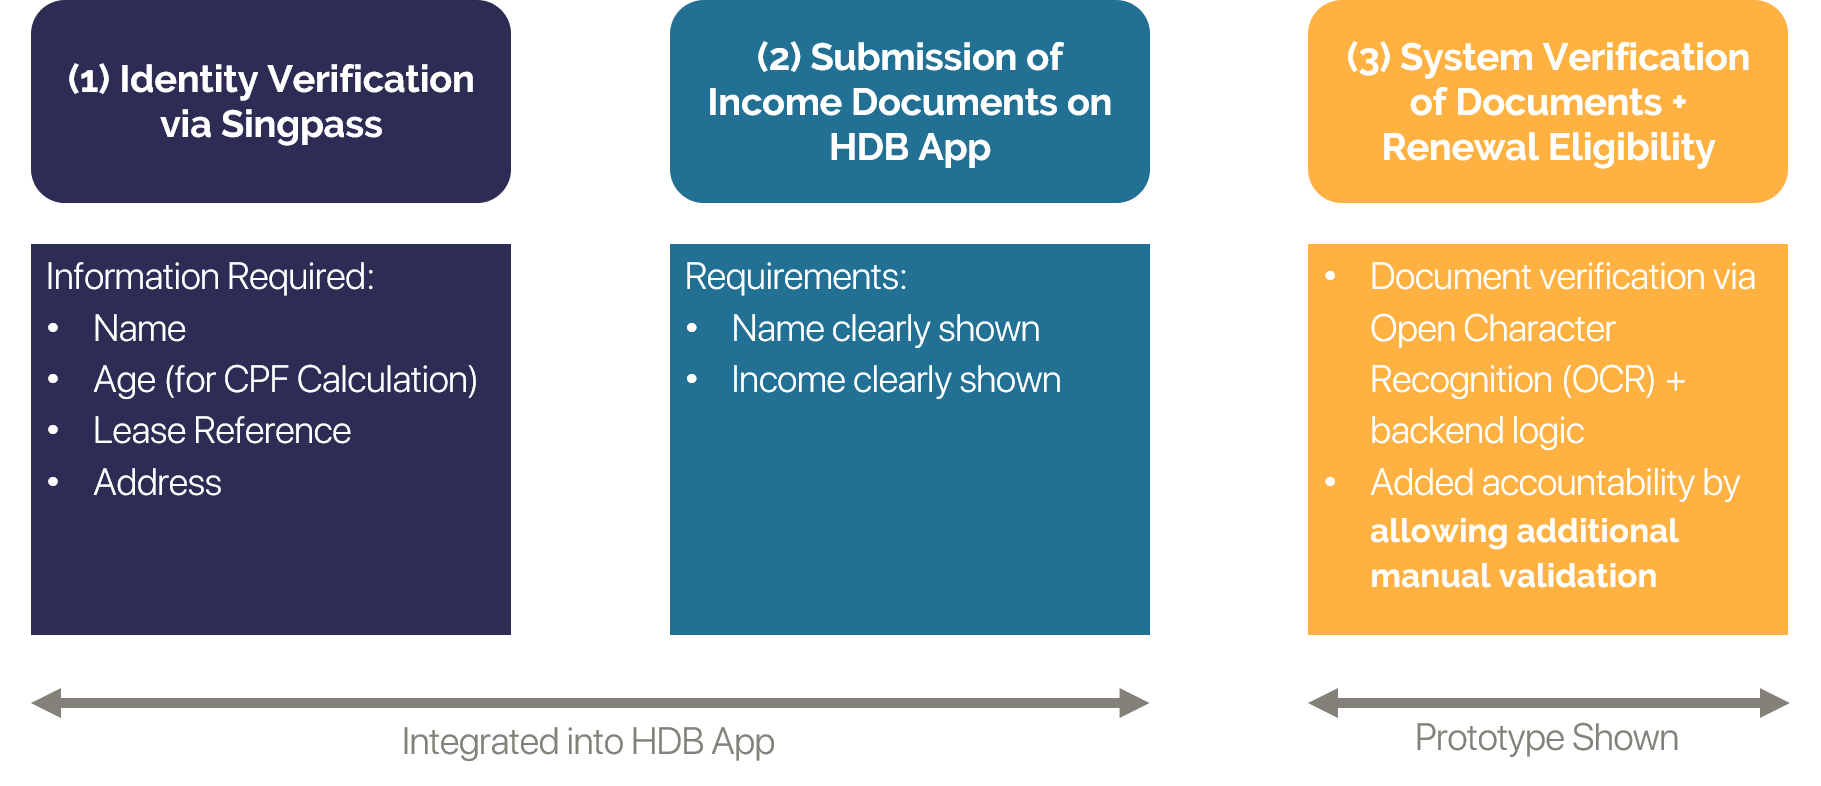 (1) Identity Verification
via Singpass
(2) Submission of
Income Documents on
HDB App
(3) System Verification
of Documents +
Renewal Eligibility
Information Required:
• Name
• Age (for CPF Calculation)
• Lease Reference
• Address
Requirements:
• Name clearly shown
• Income clearly shown
• Document verification via
Open Character
Recognition (OCR) +
backend logic
• Added accountability by
allowing additional
manual validation
Integrated into HDB App
Prototype Shown